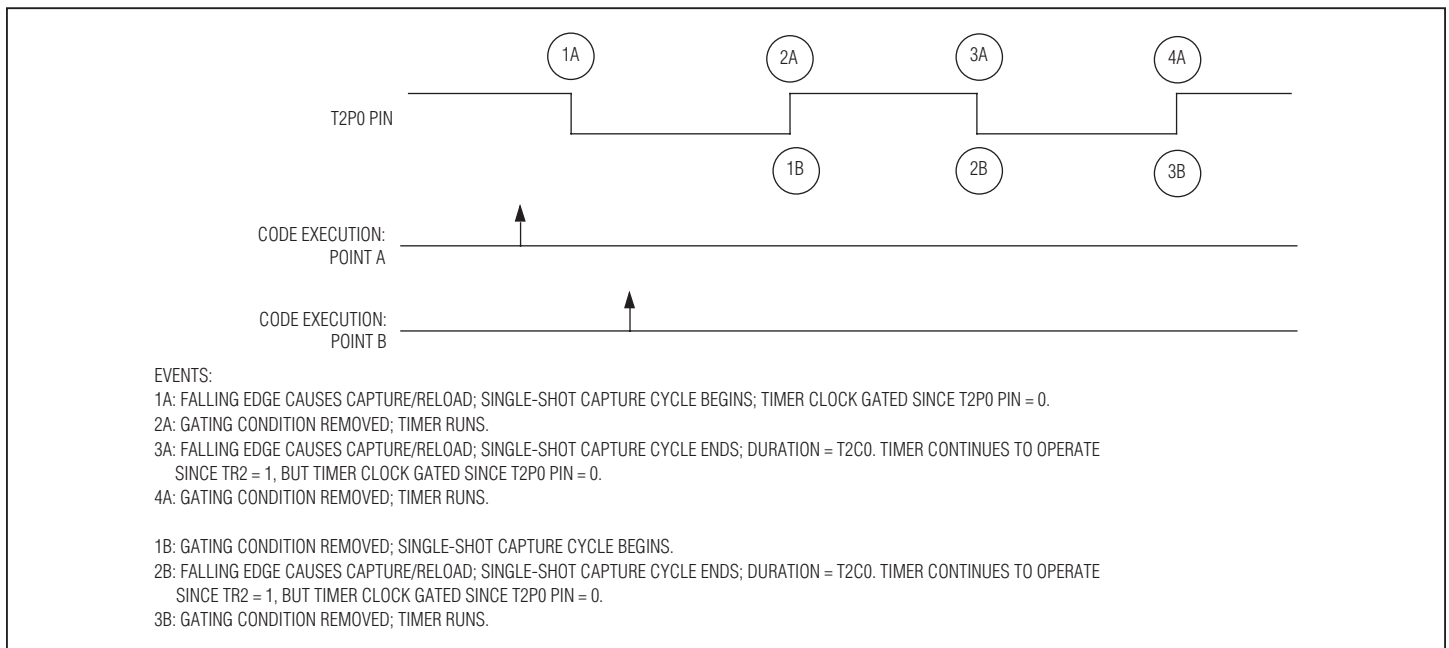 1A
2A
3A
4A
T2P0 PIN
1B
2B
3B
CODE EXECUTION:
POINT A
CODE EXECUTION:
POINT B
EVENTS:
1A: FALLING EDGE CAUSES CAPTURE/RELOAD; SINGLE-SHOT CAPTURE CYCLE BEGINS; TIMER CLOCK GATED SINCE T2P0 PIN = 0.
2A: GATING CONDITION REMOVED; TIMER RUNS.
3A: FALLING EDGE CAUSES CAPTURE/RELOAD; SINGLE-SHOT CAPTURE CYCLE ENDS; DURATION = T2C0. TIMER CONTINUES TO OPERATE
SINCE TR2 = 1, BUT TIMER CLOCK GATED SINCE T2P0 PIN = 0.
4A: GATING CONDITION REMOVED; TIMER RUNS.
1B: GATING CONDITION REMOVED; SINGLE-SHOT CAPTURE CYCLE BEGINS.
2B: FALLING EDGE CAUSES CAPTURE/RELOAD; SINGLE-SHOT CAPTURE CYCLE ENDS; DURATION = T2C0. TIMER CONTINUES TO OPERATE
SINCE TR2 = 1, BUT TIMER CLOCK GATED SINCE T2P0 PIN = 0.
3B: GATING CONDITION REMOVED; TIMER RUNS.